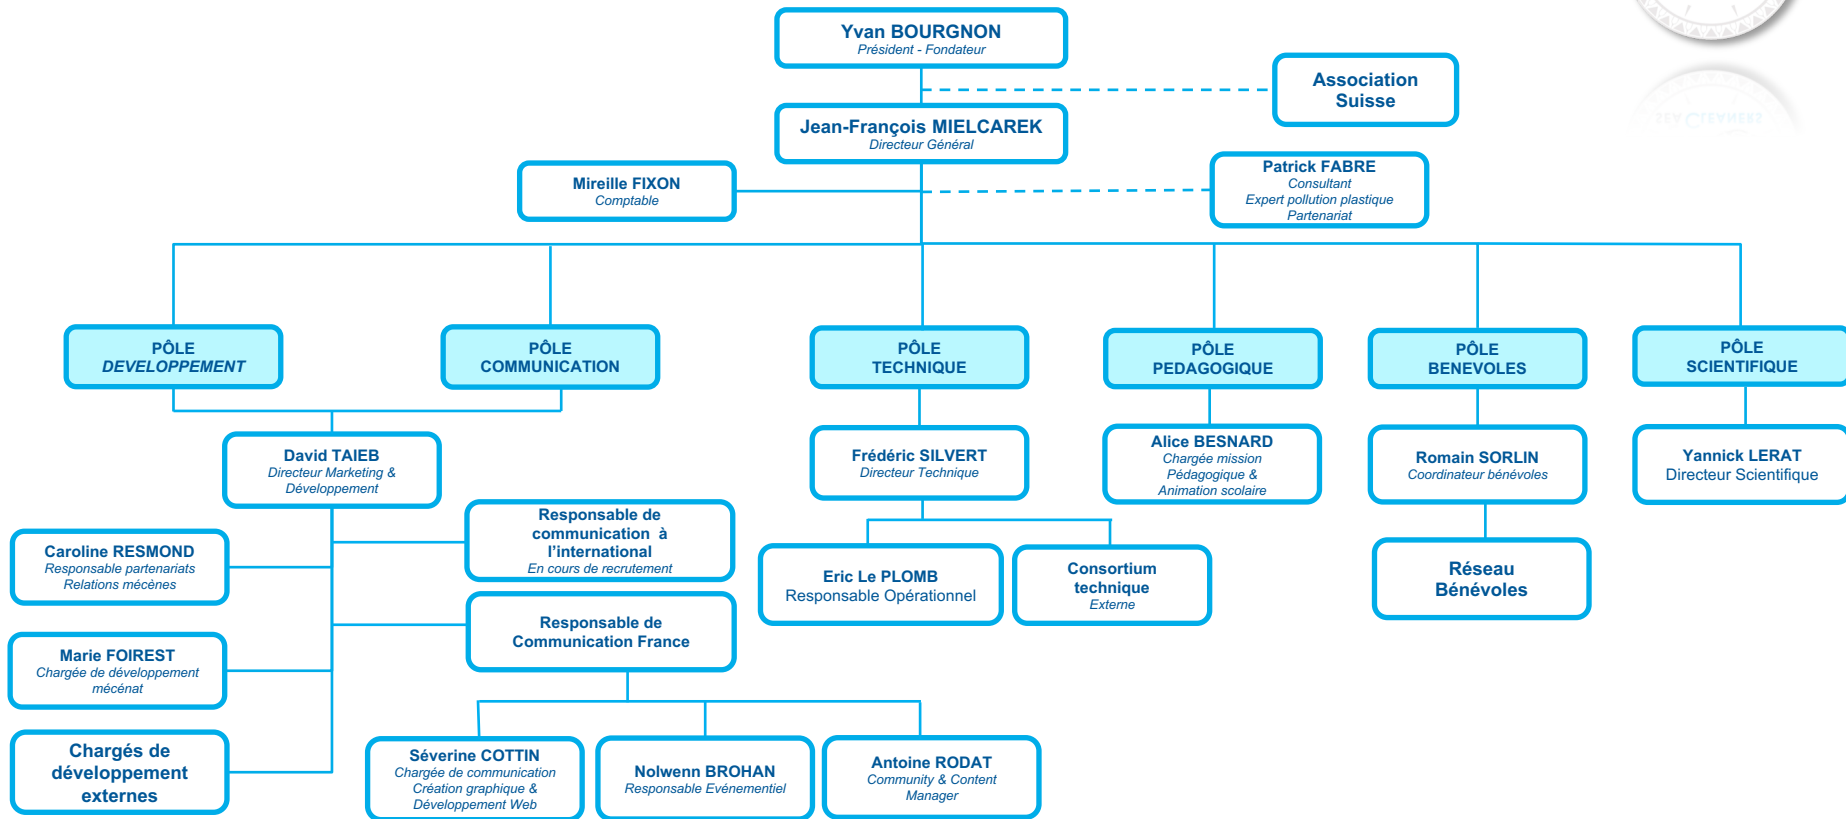 Yvan BOURGNON
Président - Fondateur
Association
Suisse
SEA CLEANERS
Jean-François MIELCAREK
Directeur Général
Mireille FIXON
Comptable
Patrick FABRE
Consultant
Expert pollution plastique
Partenariat
PÔLE
DEVELOPPEMENT
PÔLE
COMMUNICATION
PÔLE
TECHNIQUE
PÔLE
PEDAGOGIQUE
PÔLE
BENEVOLES
PÔLE
SCIENTIFIQUE
David TAIEB
Directeur Marketing &
Développement
Frédéric SILVERT
Directeur Technique
Alice BESNARD
Chargée mission
Pédagogique &
Animation scolaire
Romain SORLIN
Coordinateur bénévoles
Yannick LERAT
Directeur Scientifique
Caroline RESMOND
Responsable partenariats
Relations mécènes
Responsable de
communication à
l’international
En cours de recrutement
Eric Le PLOMB
Responsable Opérationnel
Consortium
technique
Externe
Réseau
Bénévoles
Marie FOIREST
Chargée de développement
mécénat
Responsable de
Communication France
Chargés de
développement
externes
Séverine COTTIN
Chargée de communication
Création graphique &
Développement Web
Nolwenn BROHAN
Responsable Evénementiel
Antoine RODAT
Community & Content
Manager